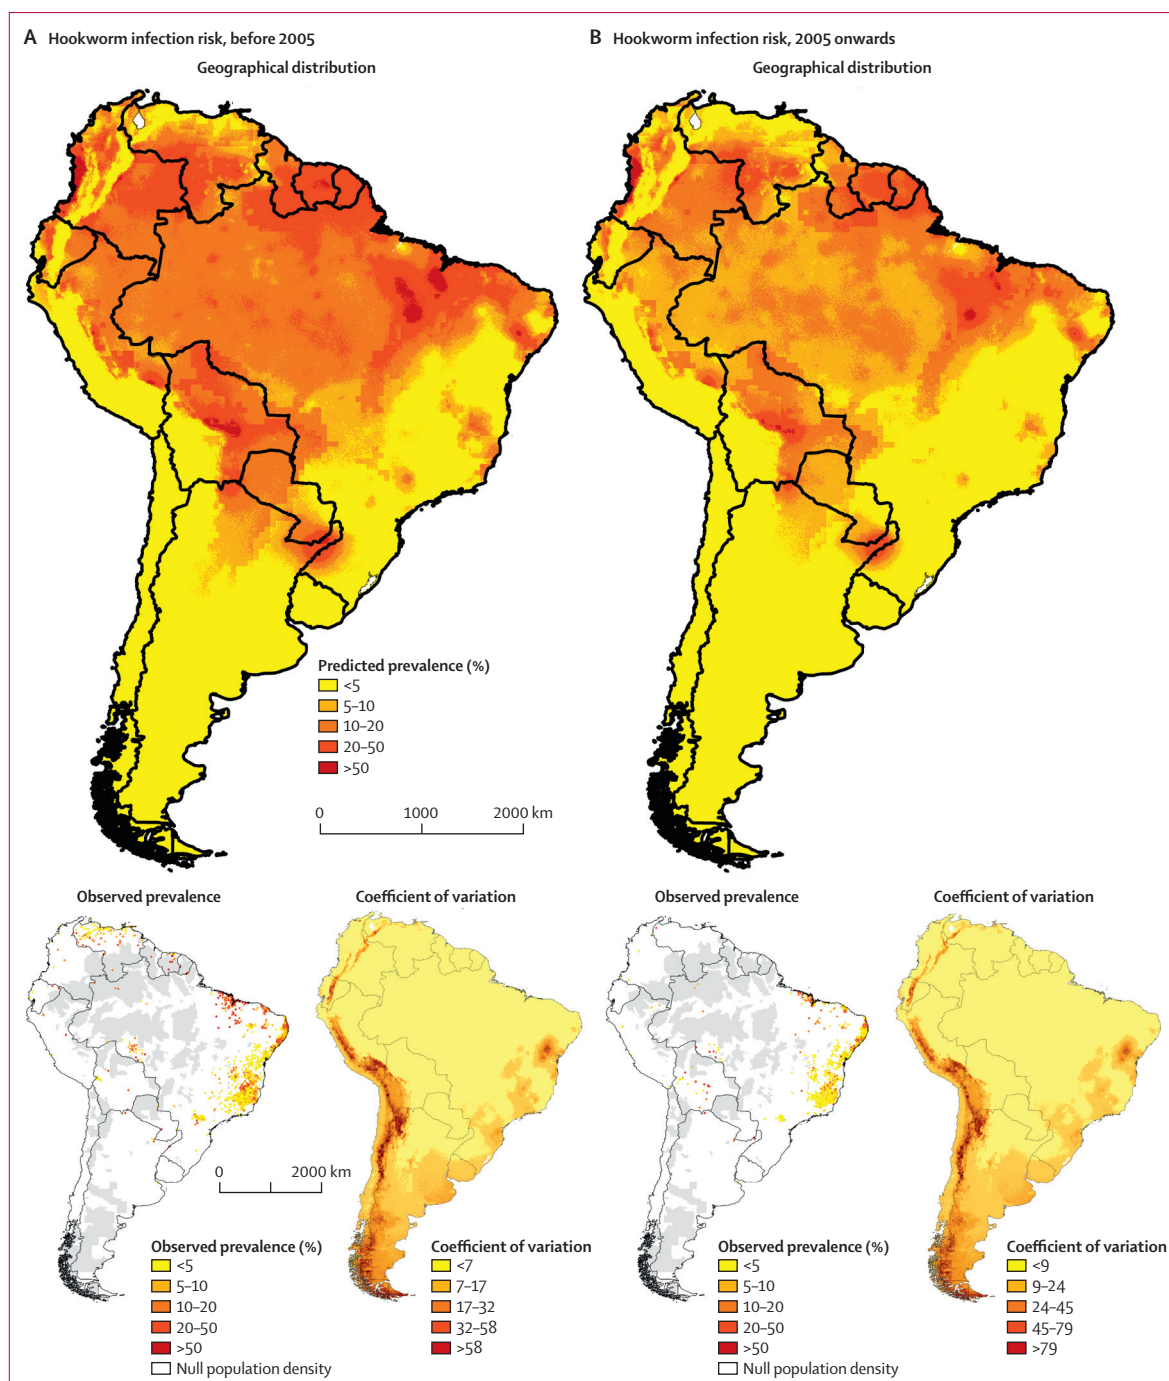 A Hookworm infection risk, before 2005
Geographical distribution
Predicted prevalence (%)
<5
5–10
10–20
20–50
>50
0 1000 2000 km
Observed prevalence
0 2000 km
Observed prevalence (%)
<5
5–10
10–20
20–50
>50
Null population density
Coefficient of variation
Coefficient of variation
<7
7–17
17–32
32–58
>58
B Hookworm infection risk, 2005 onwards
Geographical distribution
Observed prevalence
Observed prevalence (%)
<5
5–10
10–20
20–50
>50
Null population density
Coefficient of variation
Coefficient of variation
<9
9–24
24–45
45–79
>79